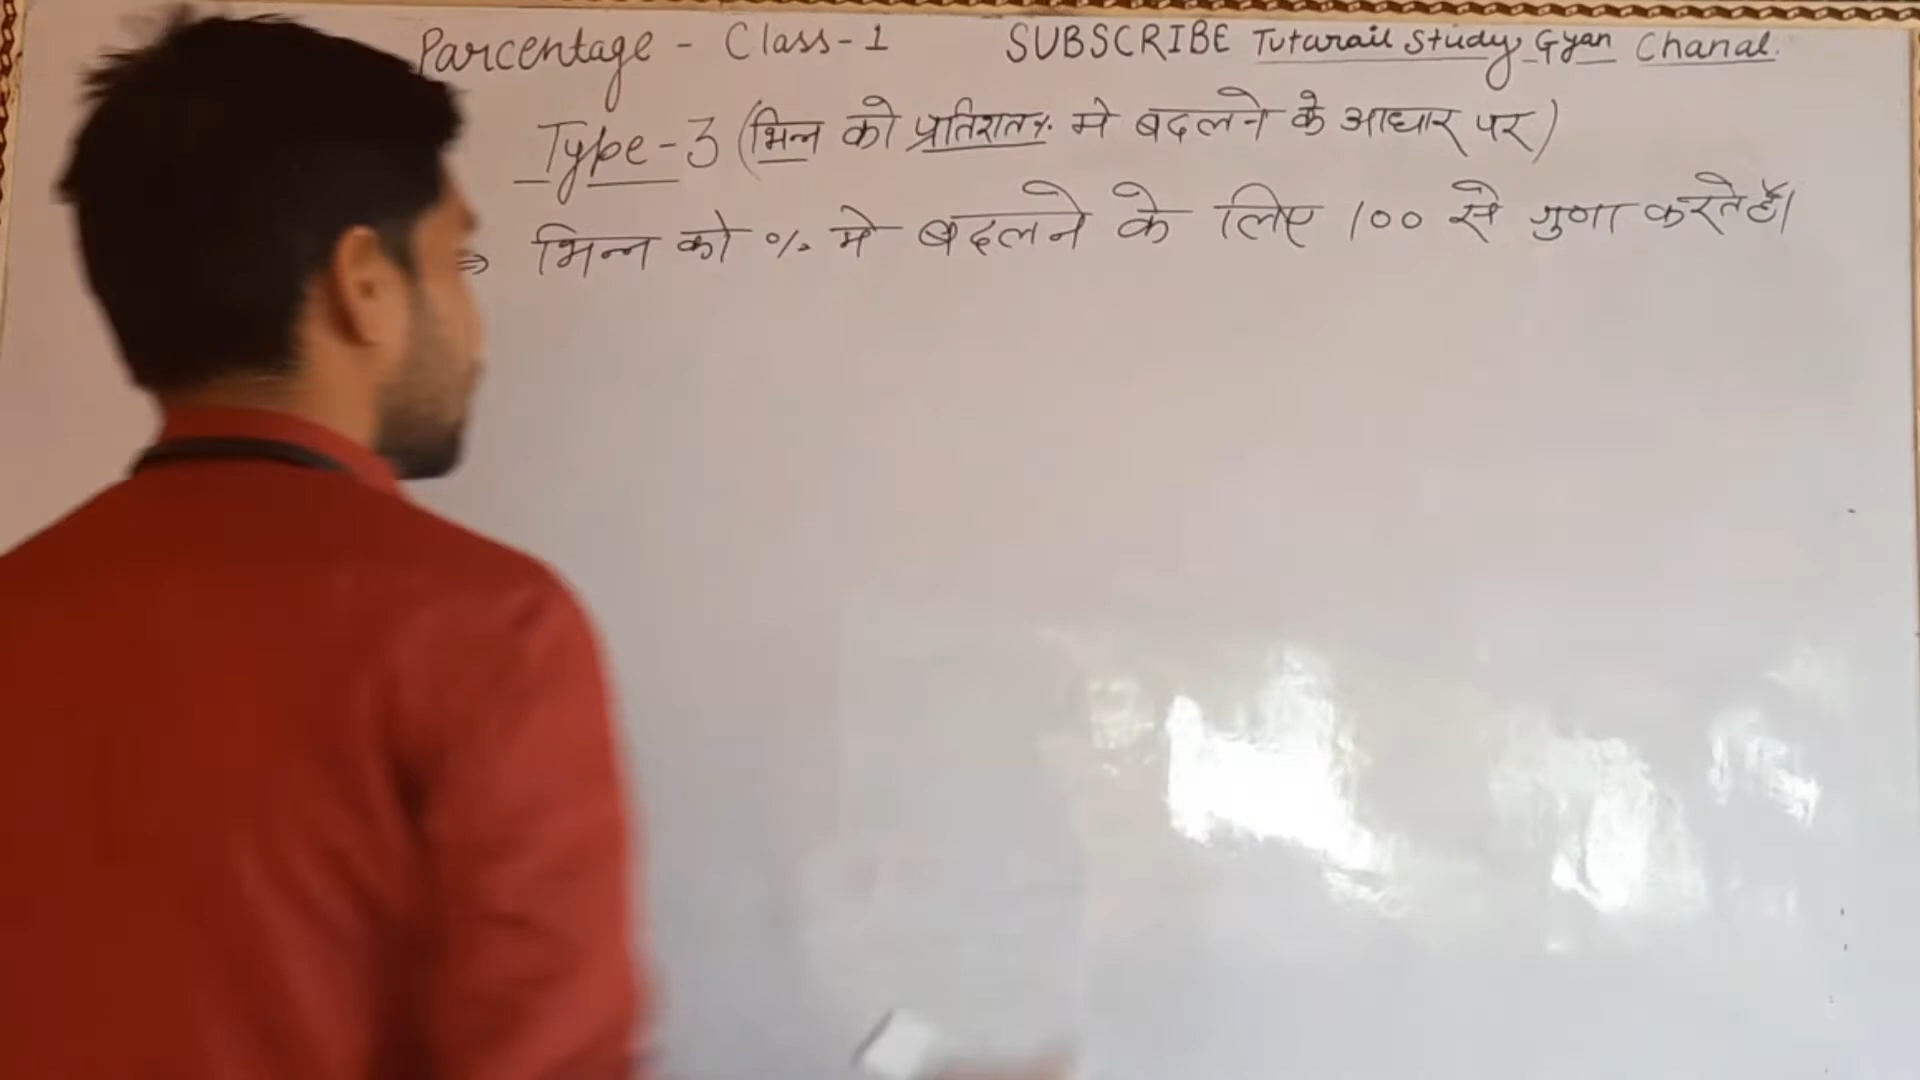 Parcentage - Class-1 SUBSCRIBE Tutarail Study Gyan Chanal.
Type-3 (भिन्न को प्रतिशत%. मे बदलने के आधार पर)
⇒ भिन्न को % मे बदलने के लिए 100 से गुणा करते हैं।